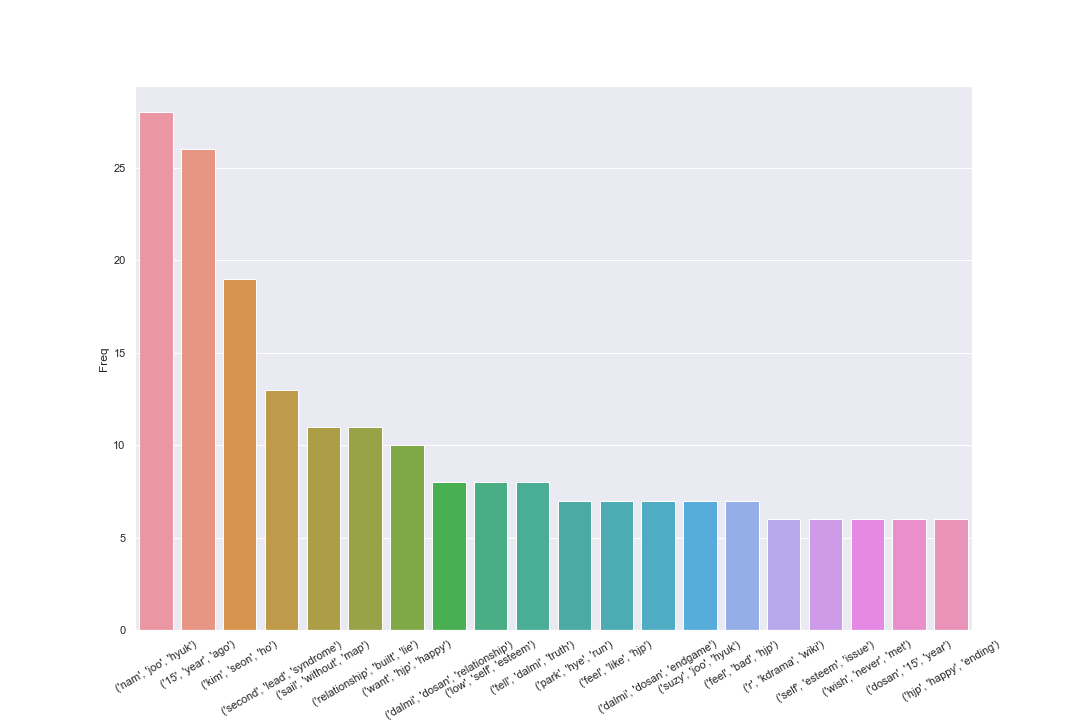 25
20
15
10
5
0
Freq
('nam', 'joo', 'hyuk')
('15', 'year', 'ago')
('kim', 'seon', 'ho')
('second', 'lead', 'syndrome')
('sail', 'without', 'map')
('relationship', 'built', 'lie')
('want', 'hjp', 'happy')
('dalmi', 'dosan', 'relationship')
('low', 'self', 'esteem')
('tell', 'dalmi', 'truth')
('park', 'hye', 'run')
('feel', 'like', 'hjp')
('dalmi', 'dosan', 'endgame')
('suzy', 'joo', 'hyuk')
('feel', 'bad', 'hjp')
('r', 'kdrama', 'wiki')
('self', 'esteem', 'issue')
('wish', 'never', 'met')
('dosan', '15', 'year')
('hjp', 'happy', 'ending')